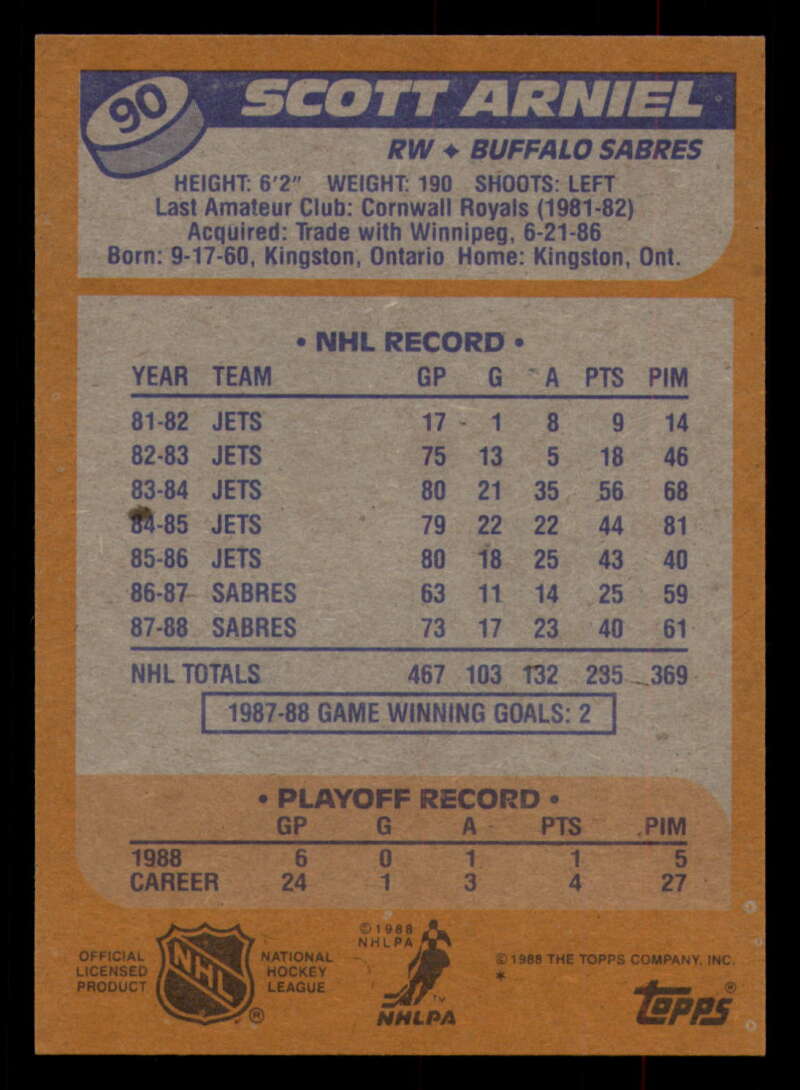 90
SCOTT ARNIEL
RW ✦ BUFFALO SABRES
HEIGHT: 6'2" WEIGHT: 190 SHOOTS: LEFT
Last Amateur Club: Cornwall Royals (1981-82)
Acquired: Trade with Winnipeg, 6-21-86
Born: 9-17-60, Kingston, Ontario Home: Kingston, Ont.
• NHL RECORD •
YEAR TEAM GP G A PTS PIM
81-82 JETS 17 1 8 9 14
82-83 JETS 75 13 5 18 46
83-84 JETS 80 21 35 56 68
84-85 JETS 79 22 22 44 81
85-86 JETS 80 18 25 43 40
86-87 SABRES 63 11 14 25 59
87-88 SABRES 73 17 23 40 61
NHL TOTALS 467 103 132 235 369
1987-88 GAME WINNING GOALS: 2
• PLAYOFF RECORD •
GP G A PTS PIM
1988 6 0 1 1 5
CAREER 24 1 3 4 27
OFFICIAL
LICENSED
PRODUCT
NHL
®
NATIONAL
HOCKEY
LEAGUE
©1988
NHLPA
TM
NHLPA
©1988 THE TOPPS COMPANY, INC.
*
Topps®